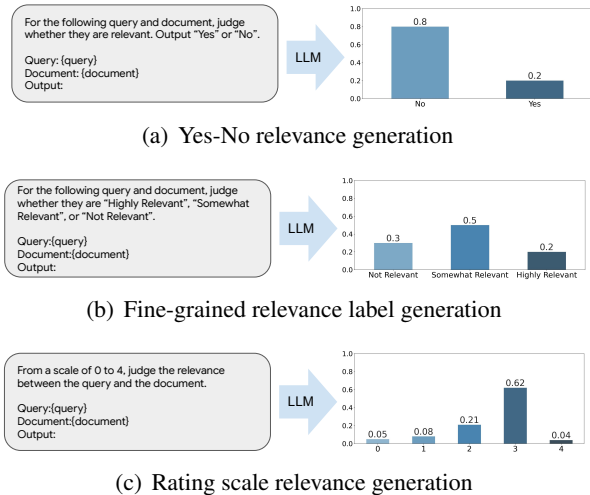 For the following query and document, judge
whether they are relevant. Output “Yes” or “No”.
Query: {query}
Document: {document}
Output:
LLM
1.0
0.8
0.6
0.4
0.2
0.0
0.8
0.2
No Yes
(a) Yes-No relevance generation
For the following query and document, judge
whether they are “Highly Relevant”, “Somewhat
Relevant”, or “Not Relevant”.
Query:{query}
Document:{document}
Output:
LLM
1.0
0.8
0.6
0.4
0.2
0.0
0.3
0.5
0.2
Not Relevant Somewhat Relevant Highly Relevant
(b) Fine-grained relevance label generation
From a scale of 0 to 4, judge the relevance
between the query and the document.
Query:{query}
Document:{document}
Output:
LLM
1.0
0.8
0.6
0.4
0.2
0.0
0.05
0.08
0.21
0.62
0.04
0 1 2 3 4
(c) Rating scale relevance generation